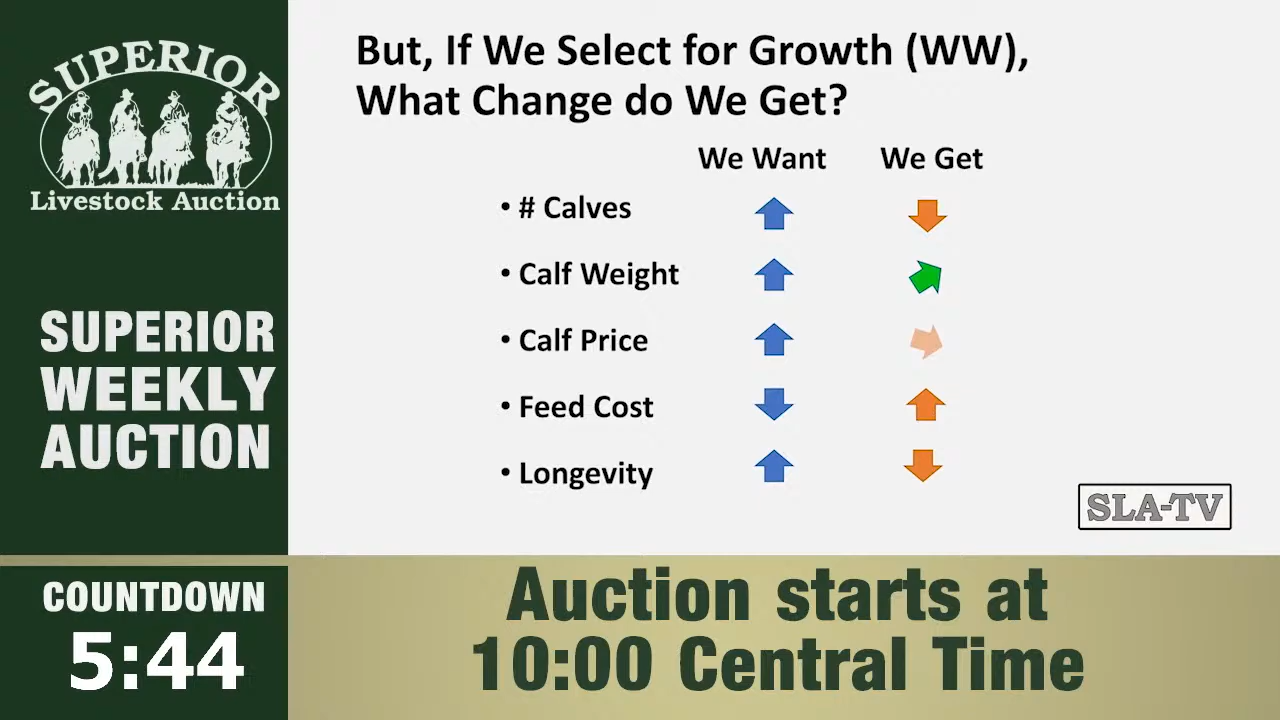 SUPERIOR
Livestock Auction
SUPERIOR
WEEKLY
AUCTION
COUNTDOWN
5:44
But, If We Select for Growth (WW),
What Change do We Get?
We Want We Get
• # Calves
• Calf Weight
• Calf Price
• Feed Cost
• Longevity
SLA-TV
Auction starts at
10:00 Central Time